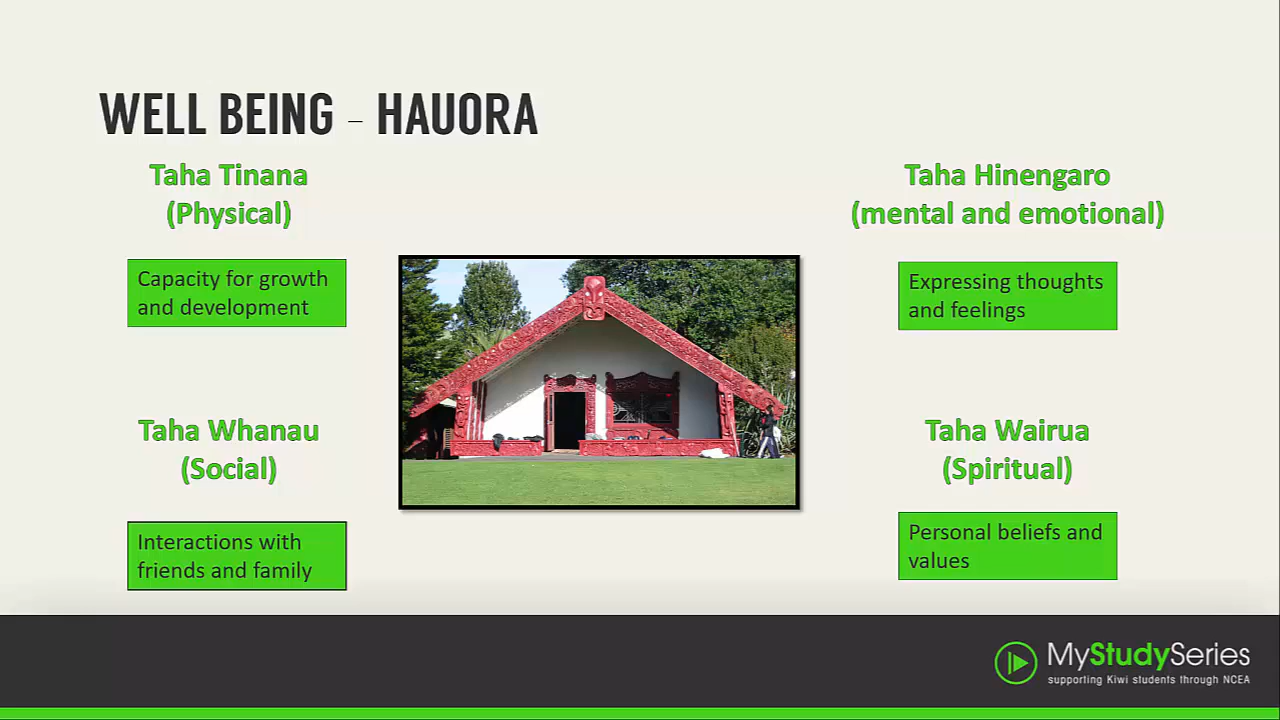 WELL BEING – HAUORA
Taha Tinana
(Physical)
Capacity for growth
and development
Taha Hinengaro
(mental and emotional)
Expressing thoughts
and feelings
Taha Whanau
(Social)
Interactions with
friends and family
Taha Wairua
(Spiritual)
Personal beliefs and
values
MyStudySeries
supporting Kiwi students through NCEA